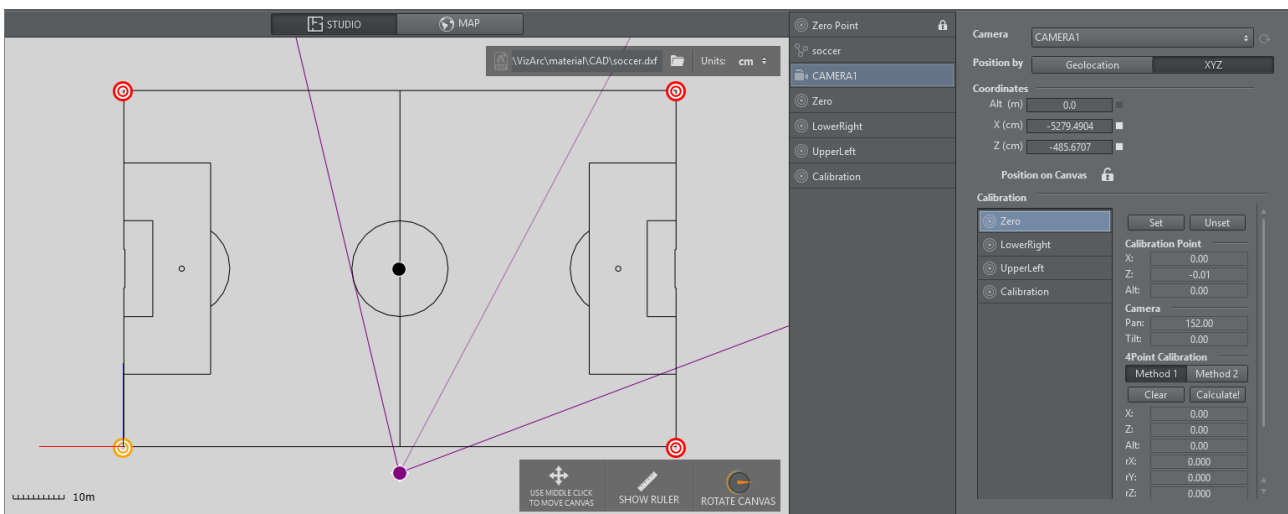 STUDIO
MAP
\VizArc\material\CAD\soccer.dxf
Units: cm
10m
USE MIDDLE CLICK
TO MOVE CANVAS
SHOW RULER
ROTATE CANVAS
Zero Point
soccer
CAMERA1
Zero
LowerRight
UpperLeft
Calibration
Camera CAMERA1
Position by Geolocation XYZ
Coordinates
Alt (m) 0.0
X (cm) -5279.4904
Z (cm) -485.6707
Position on Canvas
Calibration
Zero
LowerRight
UpperLeft
Calibration
Set Unset
Calibration Point
X: 0.00
Z: -0.01
Alt: 0.00
Camera
Pan: 152.00
Tilt: 0.00
4Point Calibration
Method 1 Method 2
Clear Calculate!
X: 0.00
Z: 0.00
Alt: 0.00
rX: 0.000
rY: 0.000
rZ: 0.000